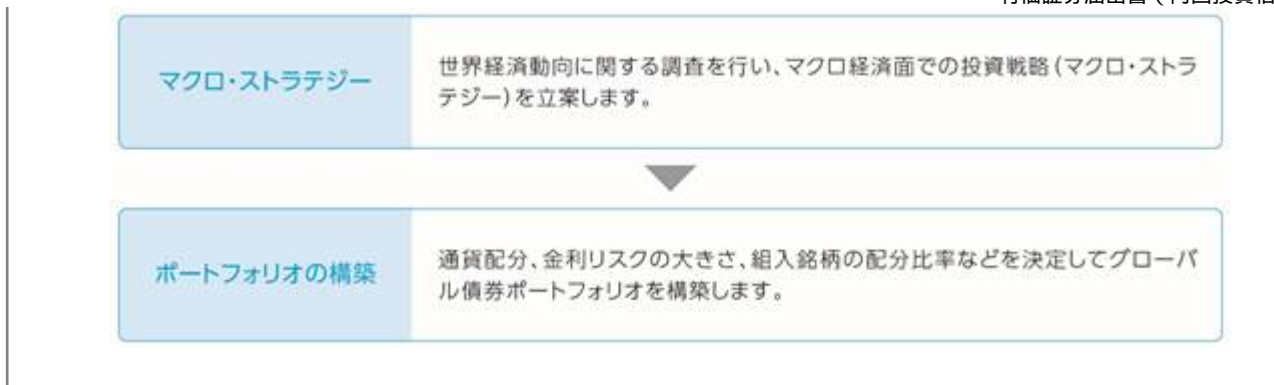 マクロ・ストラテジー
世界経済動向に関する調査を行い、マクロ経済面での投資戦略(マクロ・ストラ
テジー)を立案します。
ポートフォリオの構築
通貨配分、金利リスクの大きさ、組入銘柄の配分比率などを決定してグローバ
ル債券ポートフォリオを構築します。